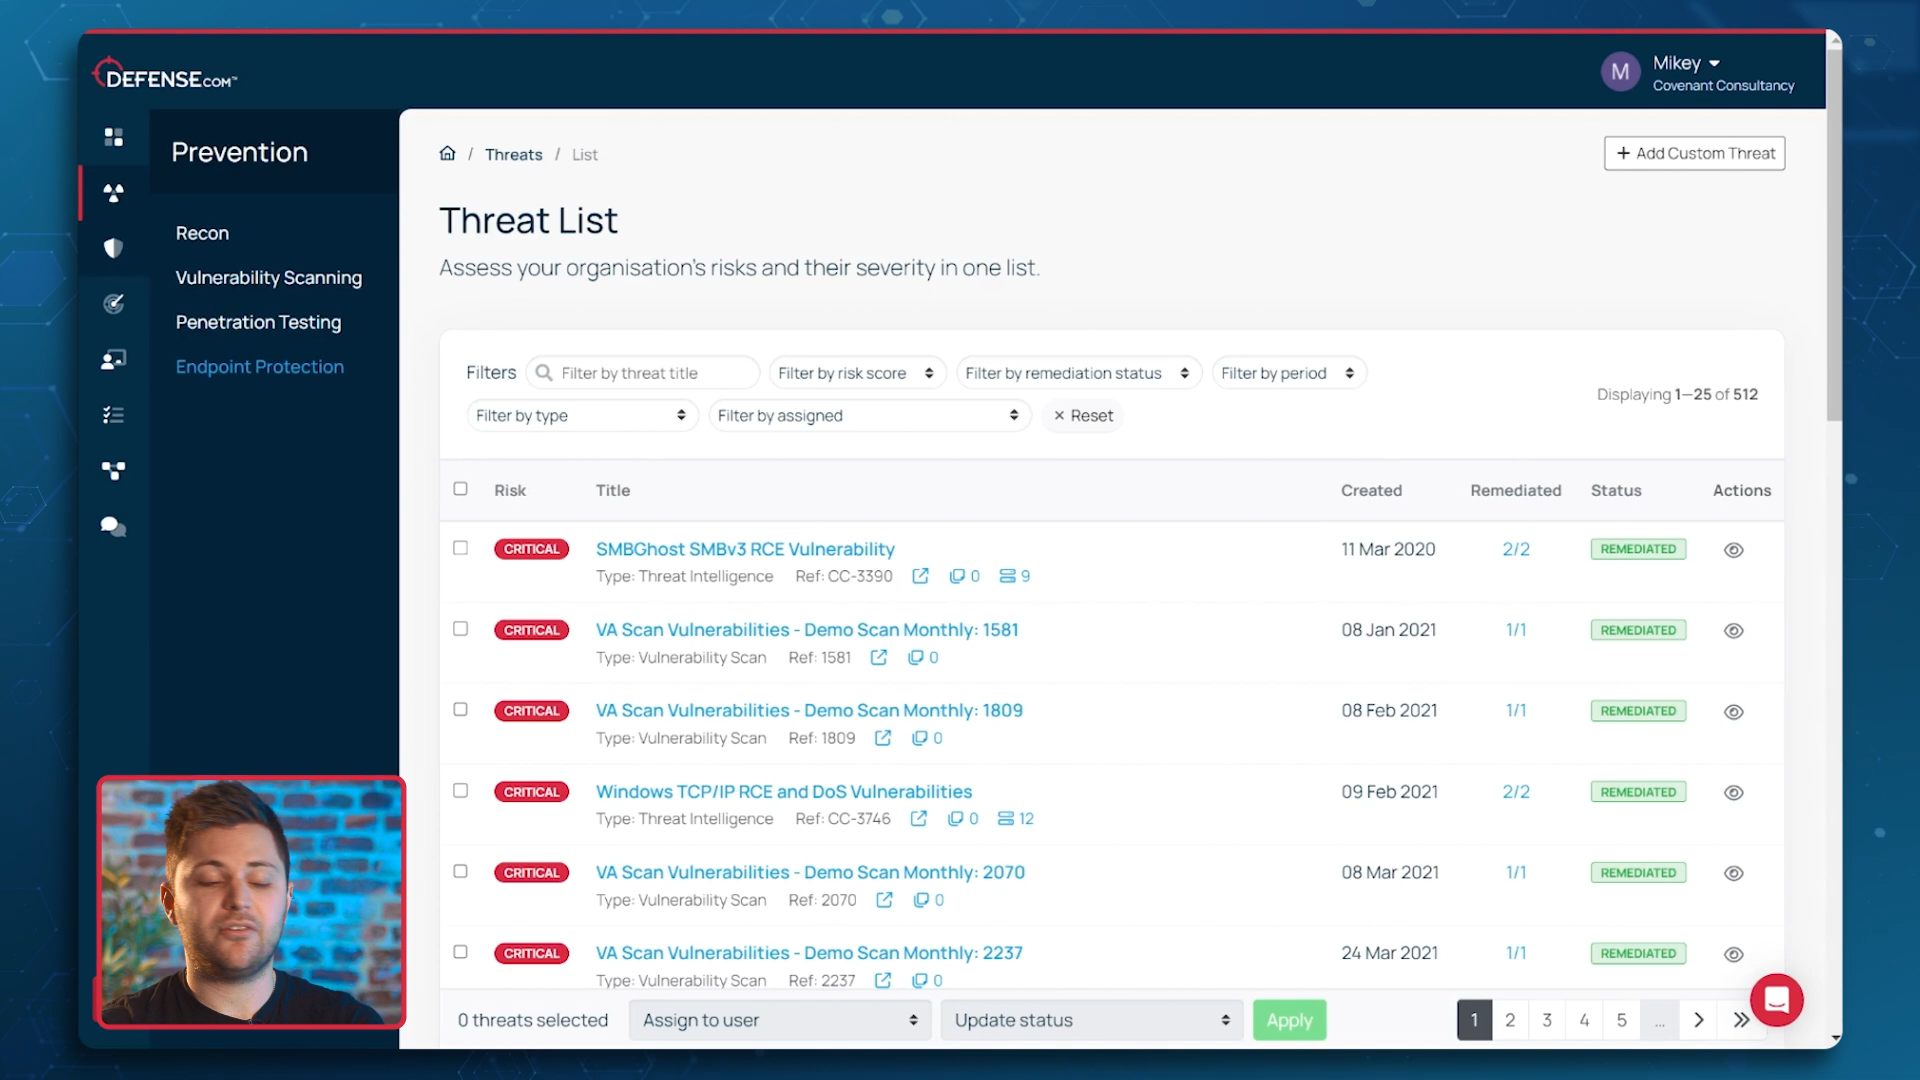 DEFENSE.COM™
M
Mikey
Covenant Consultancy
Prevention
Recon
Vulnerability Scanning
Penetration Testing
Endpoint Protection
/ Threats / List
+ Add Custom Threat
Threat List
Assess your organisation's risks and their severity in one list.
Filters
Filter by threat title
Filter by risk score
Filter by remediation status
Filter by period
Filter by type
Filter by assigned
× Reset
Displaying 1–25 of 512
Risk Title Created Remediated Status Actions
CRITICAL SMBGhost SMBv3 RCE Vulnerability 11 Mar 2020 2/2 REMEDIATED
Type: Threat Intelligence Ref: CC-3390 0 9
CRITICAL VA Scan Vulnerabilities - Demo Scan Monthly: 1581 08 Jan 2021 1/1 REMEDIATED
Type: Vulnerability Scan Ref: 1581 0
CRITICAL VA Scan Vulnerabilities - Demo Scan Monthly: 1809 08 Feb 2021 1/1 REMEDIATED
Type: Vulnerability Scan Ref: 1809 0
CRITICAL Windows TCP/IP RCE and DoS Vulnerabilities 09 Feb 2021 2/2 REMEDIATED
Type: Threat Intelligence Ref: CC-3746 0 12
CRITICAL VA Scan Vulnerabilities - Demo Scan Monthly: 2070 08 Mar 2021 1/1 REMEDIATED
Type: Vulnerability Scan Ref: 2070 0
CRITICAL VA Scan Vulnerabilities - Demo Scan Monthly: 2237 24 Mar 2021 1/1 REMEDIATED
Type: Vulnerability Scan Ref: 2237 0
0 threats selected Assign to user Update status Apply 1 2 3 4 5 ...